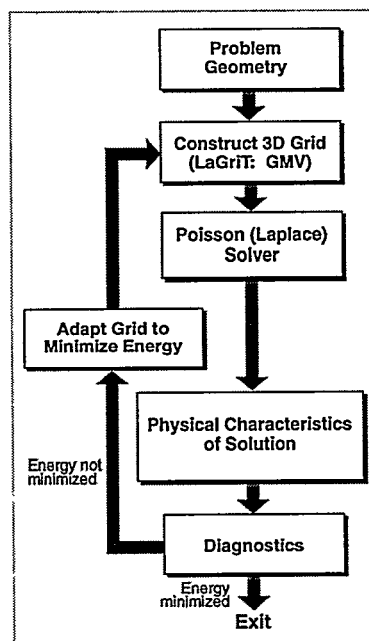 Problem
Geometry
Construct 3D Grid
(LaGriT: GMV)
Poisson (Laplace)
Solver
Adapt Grid to
Minimize Energy
Physical Characteristics
of Solution
Energy not
minimized
Diagnostics
Energy
minimized
Exit